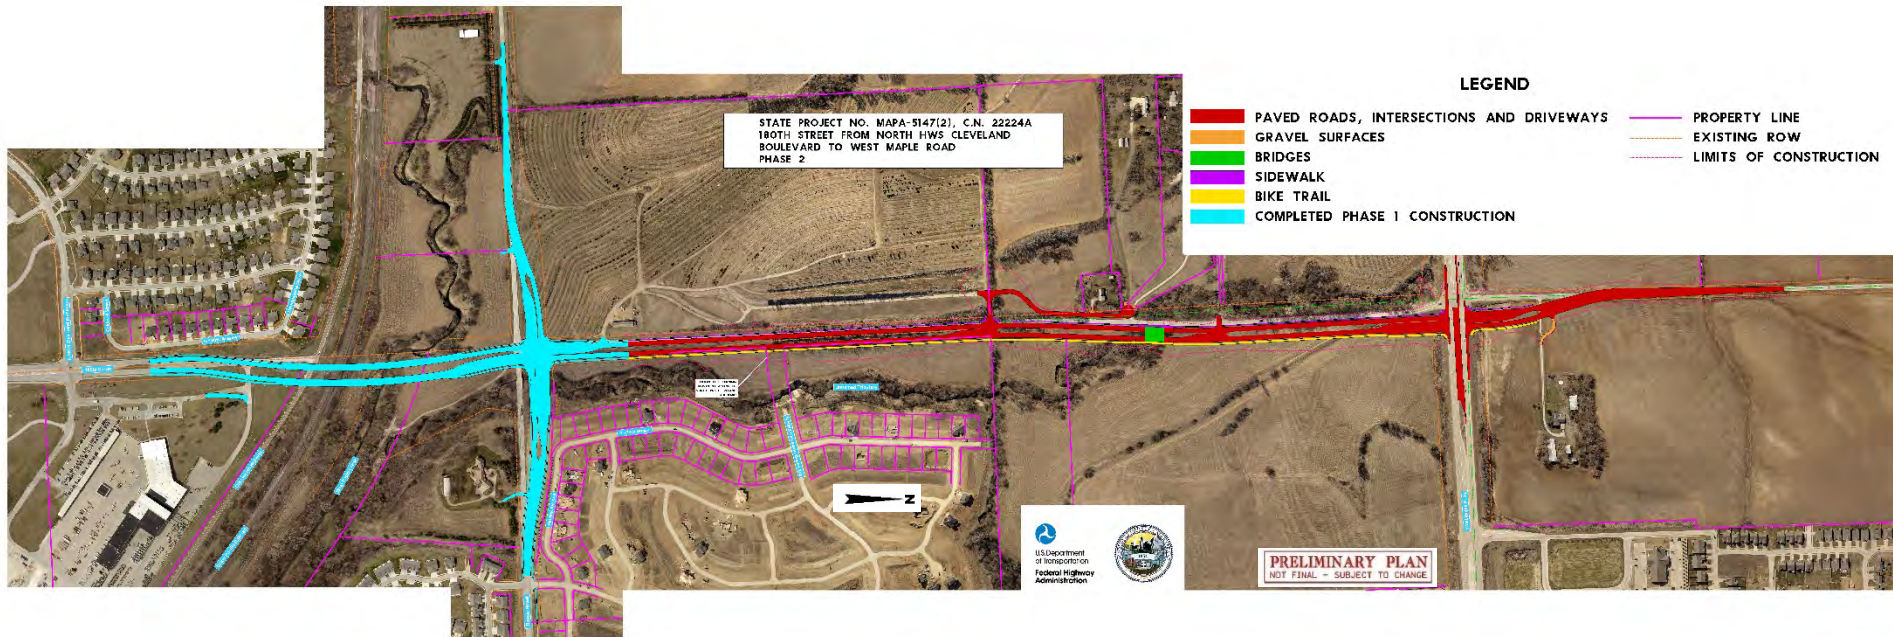 STATE PROJECT NO. MAPA-5147(2), C.N. 22224A
180TH STREET FROM NORTH HWS CLEVELAND
BOULEVARD TO WEST MAPLE ROAD
PHASE 2
LEGEND
PAVED ROADS, INTERSECTIONS AND DRIVEWAYS
GRAVEL SURFACES
BRIDGES
SIDEWALK
BIKE TRAIL
COMPLETED PHASE 1 CONSTRUCTION
PROPERTY LINE
EXISTING ROW
LIMITS OF CONSTRUCTION
N
U.S.Department
of Transportation
Federal Highway
Administration
PRELIMINARY PLAN
NOT FINAL - SUBJECT TO CHANGE